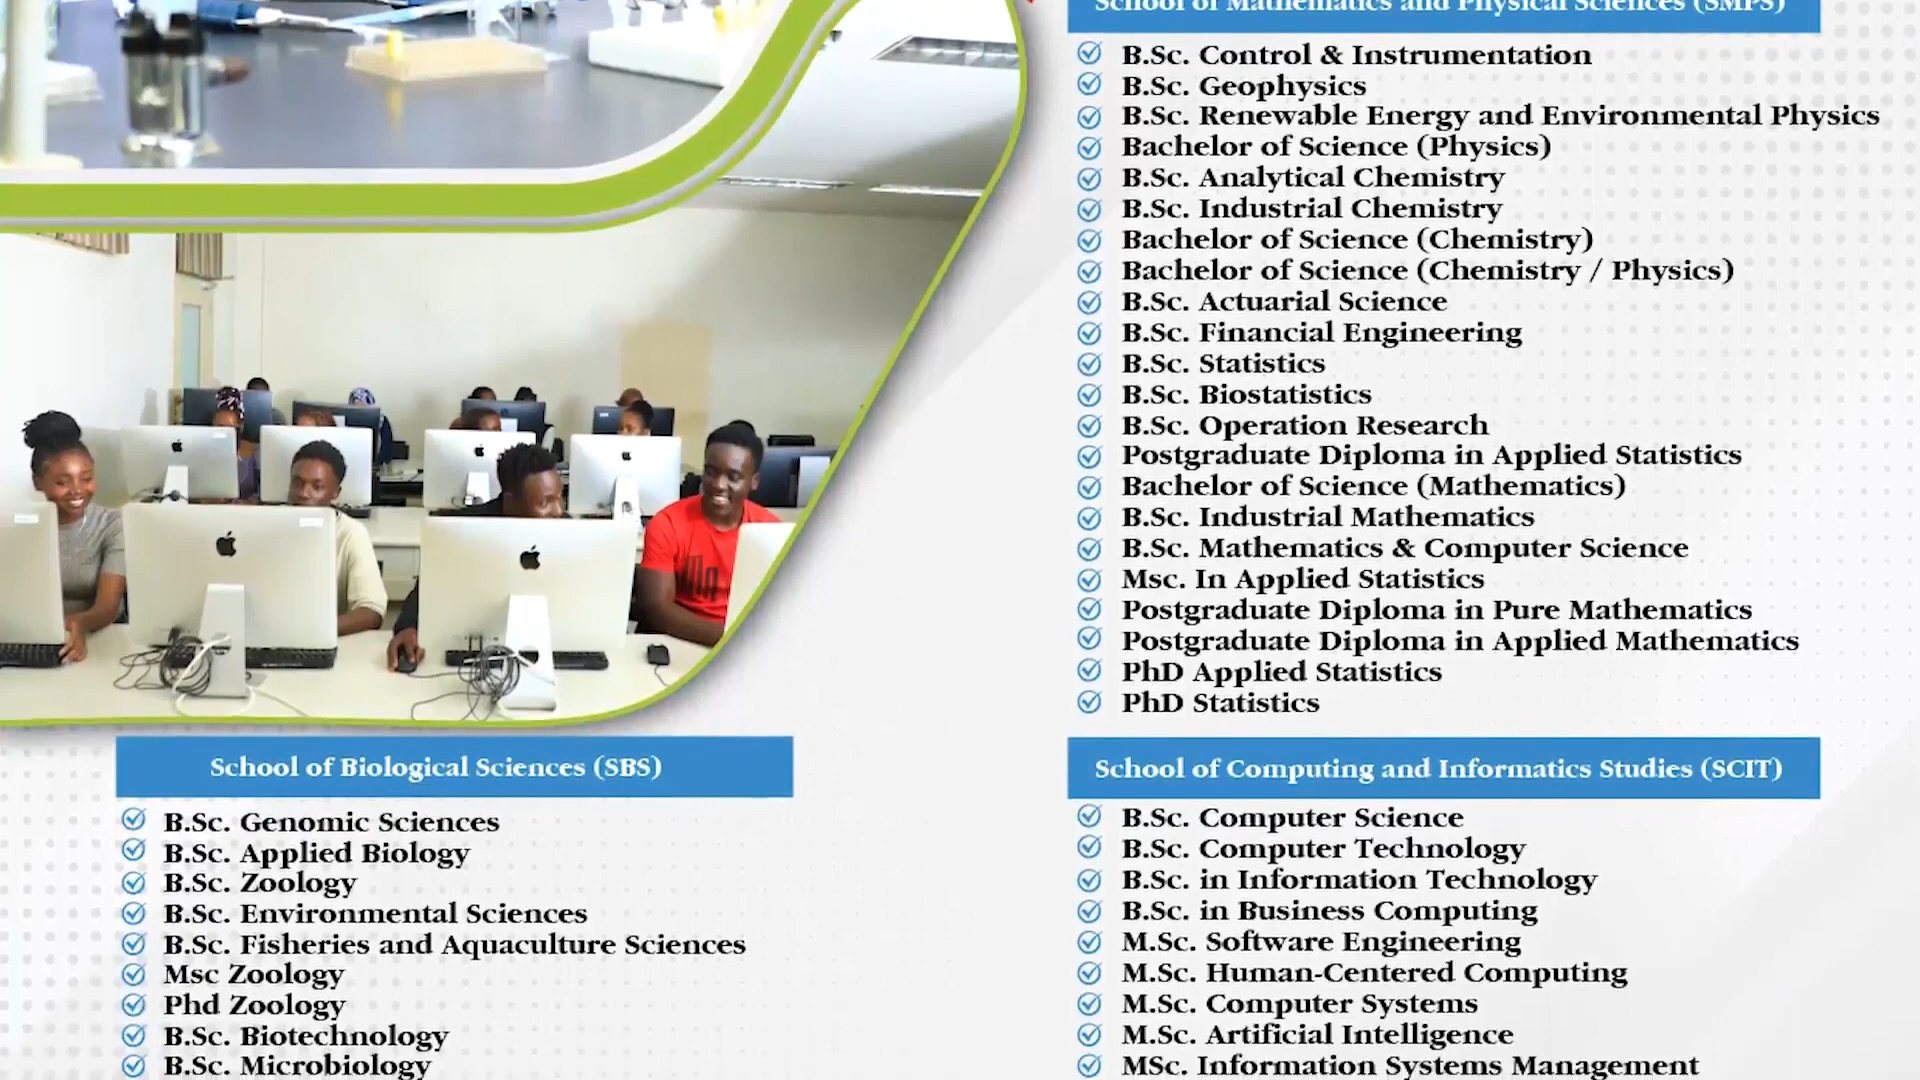 School of Mathematics and Physical Sciences (SMPS)
B.Sc. Control & Instrumentation
B.Sc. Geophysics
B.Sc. Renewable Energy and Environmental Physics
Bachelor of Science (Physics)
B.Sc. Analytical Chemistry
B.Sc. Industrial Chemistry
Bachelor of Science (Chemistry)
Bachelor of Science (Chemistry / Physics)
B.Sc. Actuarial Science
B.Sc. Financial Engineering
B.Sc. Statistics
B.Sc. Biostatistics
B.Sc. Operation Research
Postgraduate Diploma in Applied Statistics
Bachelor of Science (Mathematics)
B.Sc. Industrial Mathematics
B.Sc. Mathematics & Computer Science
Msc. In Applied Statistics
Postgraduate Diploma in Pure Mathematics
Postgraduate Diploma in Applied Mathematics
PhD Applied Statistics
PhD Statistics
School of Biological Sciences (SBS)
B.Sc. Genomic Sciences
B.Sc. Applied Biology
B.Sc. Zoology
B.Sc. Environmental Sciences
B.Sc. Fisheries and Aquaculture Sciences
Msc Zoology
Phd Zoology
B.Sc. Biotechnology
B.Sc. Microbiology
School of Computing and Informatics Studies (SCIT)
B.Sc. Computer Science
B.Sc. Computer Technology
B.Sc. in Information Technology
B.Sc. in Business Computing
M.Sc. Software Engineering
M.Sc. Human-Centered Computing
M.Sc. Computer Systems
M.Sc. Artificial Intelligence
MSc. Information Systems Management